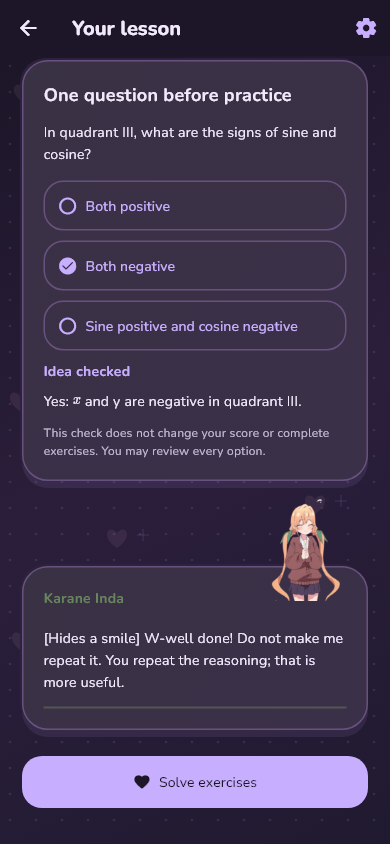 Your lesson
One question before practice
In quadrant III, what are the signs of sine and
cosine?
Both positive
Both negative
Sine positive and cosine negative
Idea checked
Yes: x and y are negative in quadrant III.
This check does not change your score or complete
exercises. You may review every option.
Karane Inda
[Hides a smile] W-well done! Do not make me
repeat it. You repeat the reasoning; that is
more useful.
Solve exercises